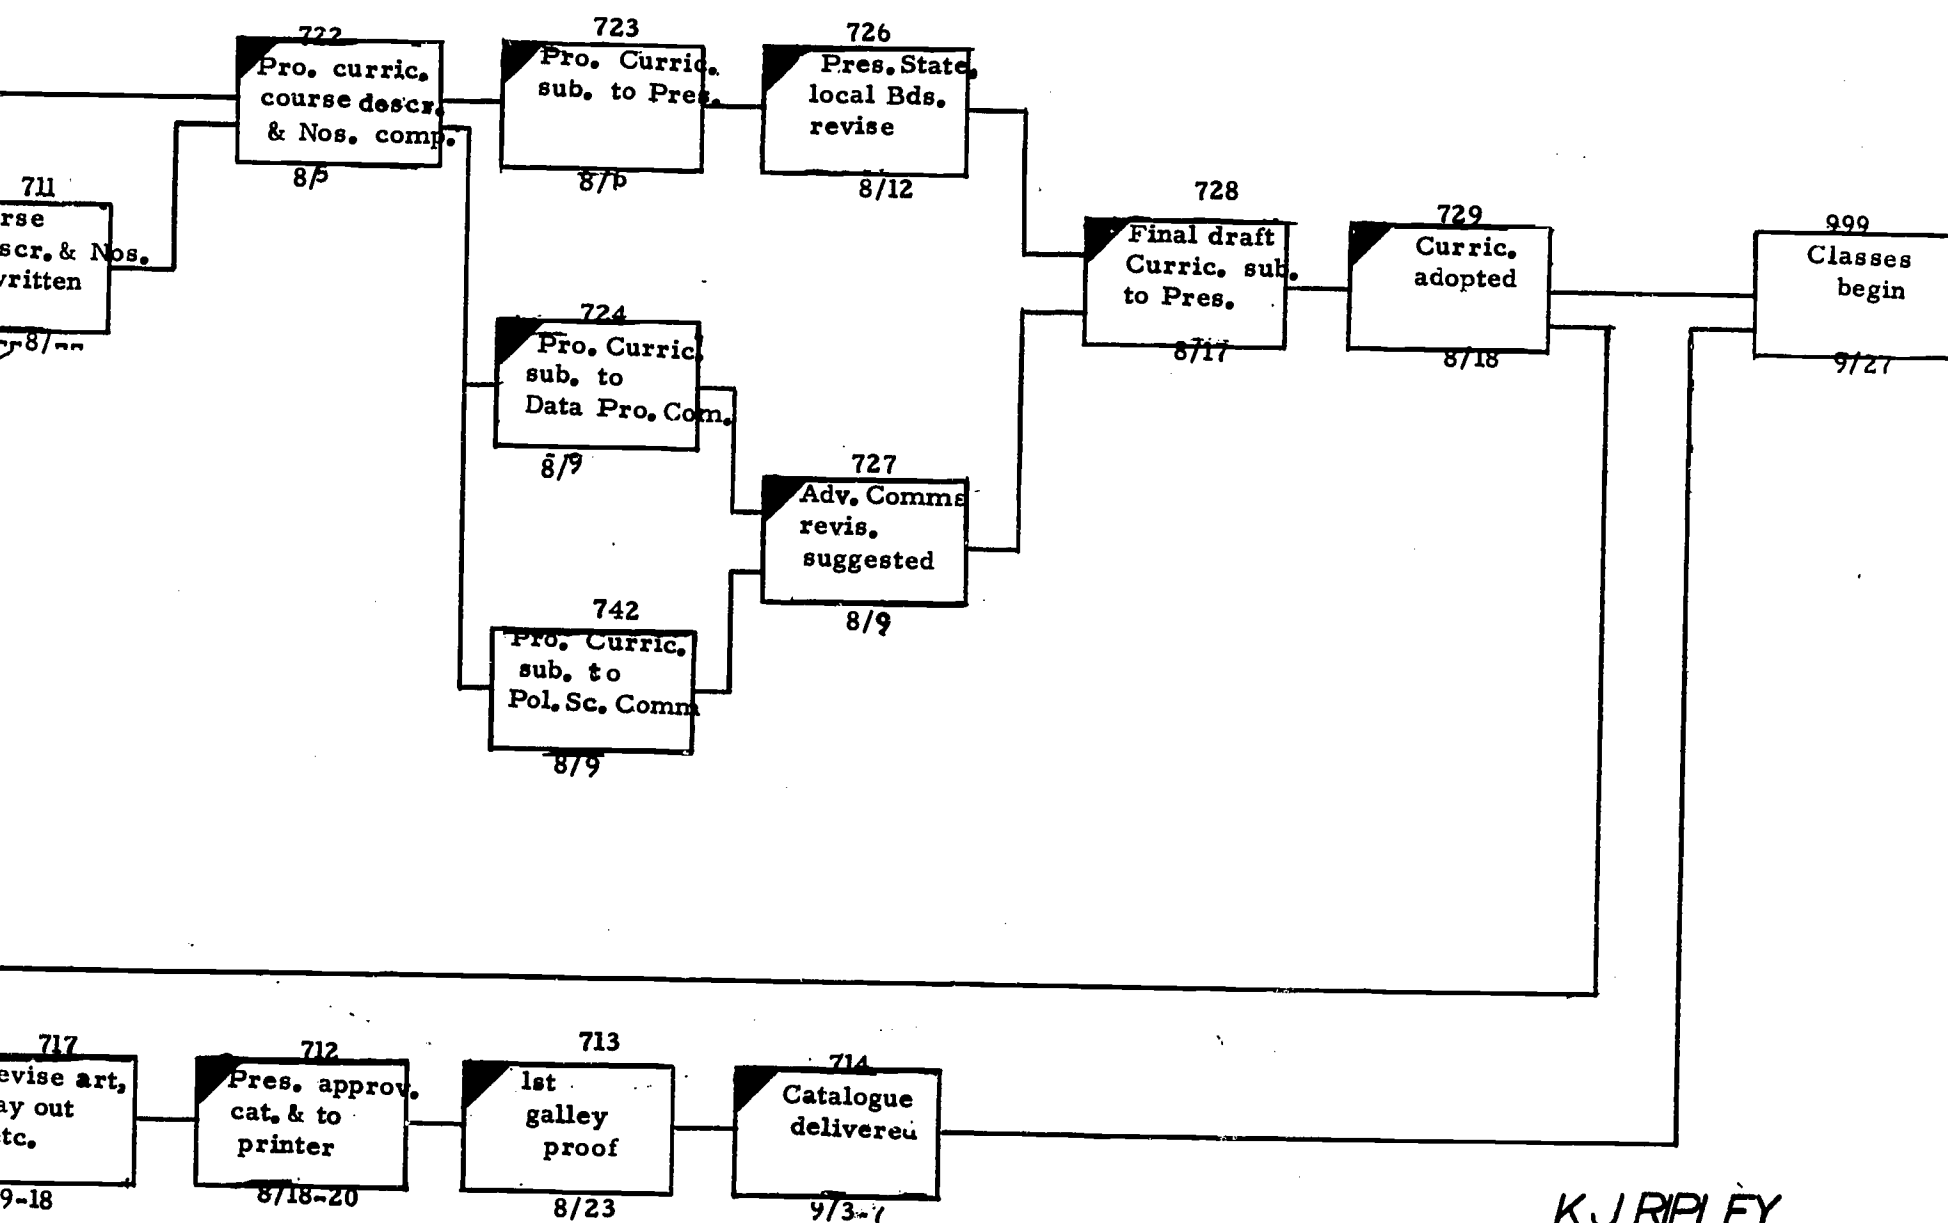 722
Pro. curric.
course descr.
& Nos. comp.
8/5
723
Pro. Curric.
sub. to Pres.
726
Pres. State,
local Bds.
revise
8/12
711
rse
scr. & Nos.
written
728
Final draft
Curric. sub.
to Pres.
8/17
729
Curric.
adopted
8/18
999
Classes
begin
9/27
724
Pro. Curric.
sub. to
Data Pro. Com.
8/9
727
Adv. Comms
revis.
suggested
8/9
742
Pro. Curric.
sub. to
Pol. Sc. Comm
8/9
717
evise art,
ay out
tc.
9-18
712
Pres. approv.
cat. & to
printer
8/18-20
713
1st
galley
proof
8/23
714
Catalogue
delivered
9/3-7
K J RIPLEY